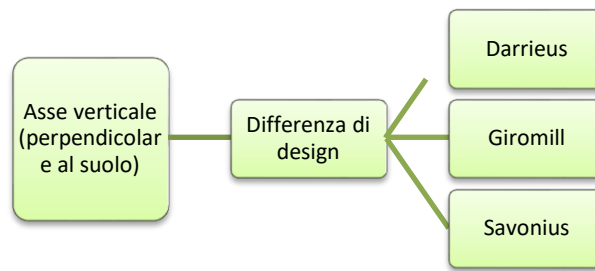 Asse verticale
(perpendicolar
e al suolo)
Differenza di
design
Darrieus
Giromill
Savonius